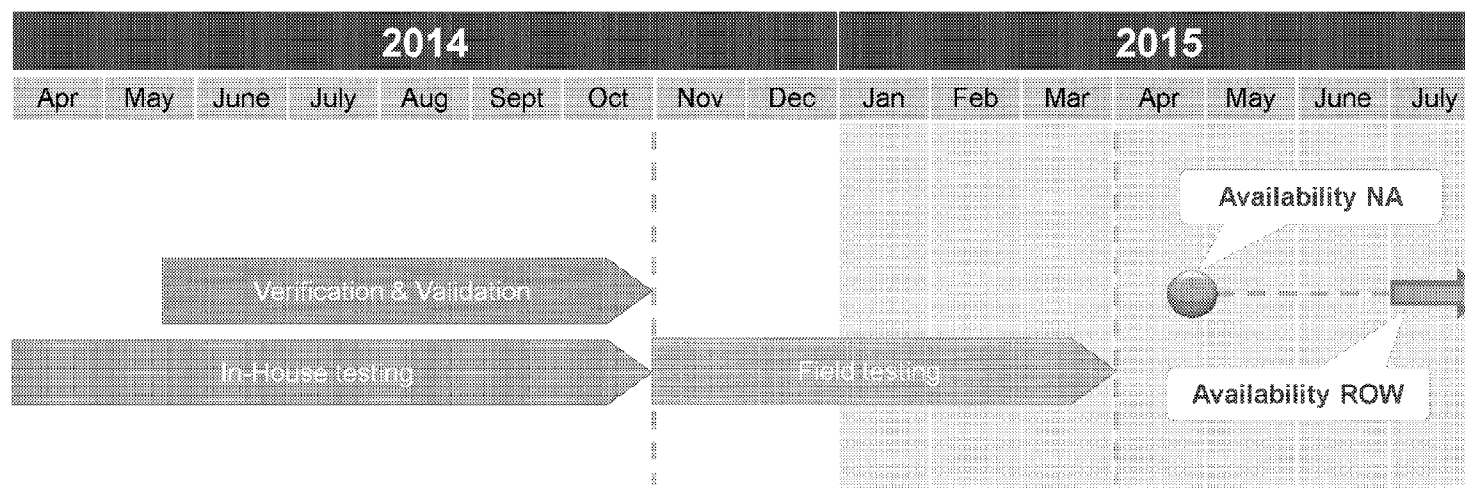 2014 2015
Apr May June July Aug Sept Oct Nov Dec Jan Feb Mar Apr May June July
Availability NA
Verification & Validation
In-House testing Field testing
Availability ROW